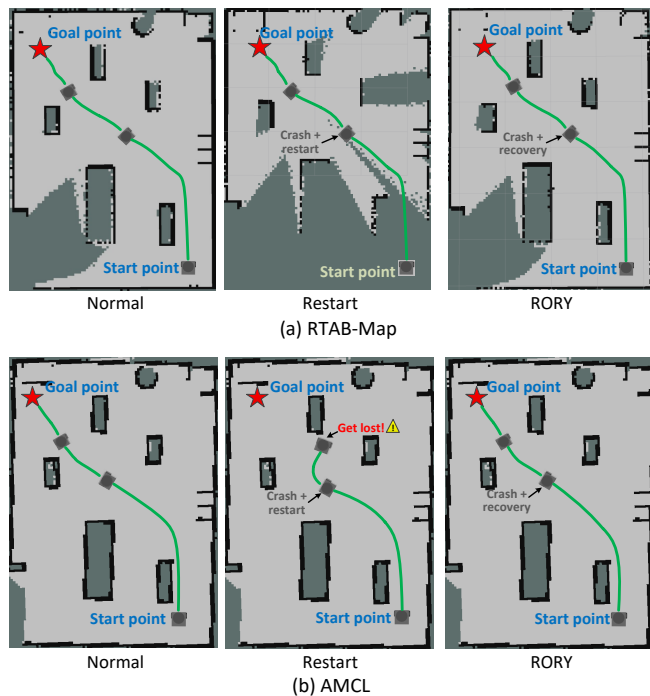 Goal point
Goal point
Goal point
Crash +
restart
Crash +
recovery
Start point
Start point
Start point
Normal
Restart
RORY
(a) RTAB-Map
Goal point
Goal point
Goal point
Get lost!
Crash +
restart
Crash +
recovery
Start point
Start point
Start point
Normal
Restart
RORY
(b) AMCL